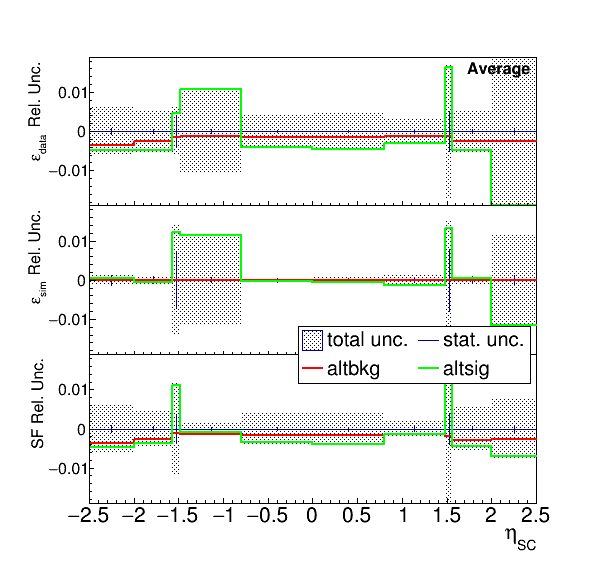 Average
ε_data Rel. Unc.
0.01
0
−0.01
ε_sim Rel. Unc.
0.01
0
−0.01
total unc. stat. unc.
altbkg altsig
SF Rel. Unc.
0.01
0
−0.01
−2.5 −2 −1.5 −1 −0.5 0 0.5 1 1.5 2 2.5
η_SC